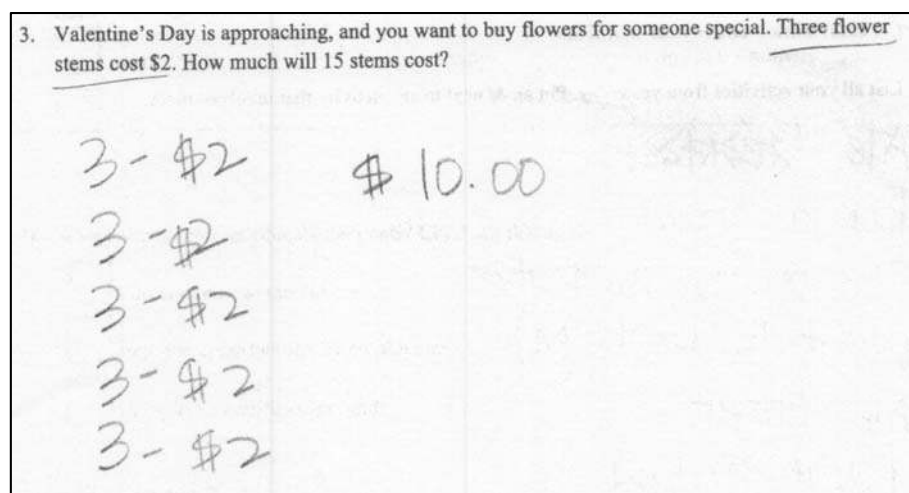 3. Valentine's Day is approaching, and you want to buy flowers for someone special. Three flower
stems cost $2. How much will 15 stems cost?
3 - $2
$ 10.00
3 - $2
3 - $2
3 - $2
3 - $2